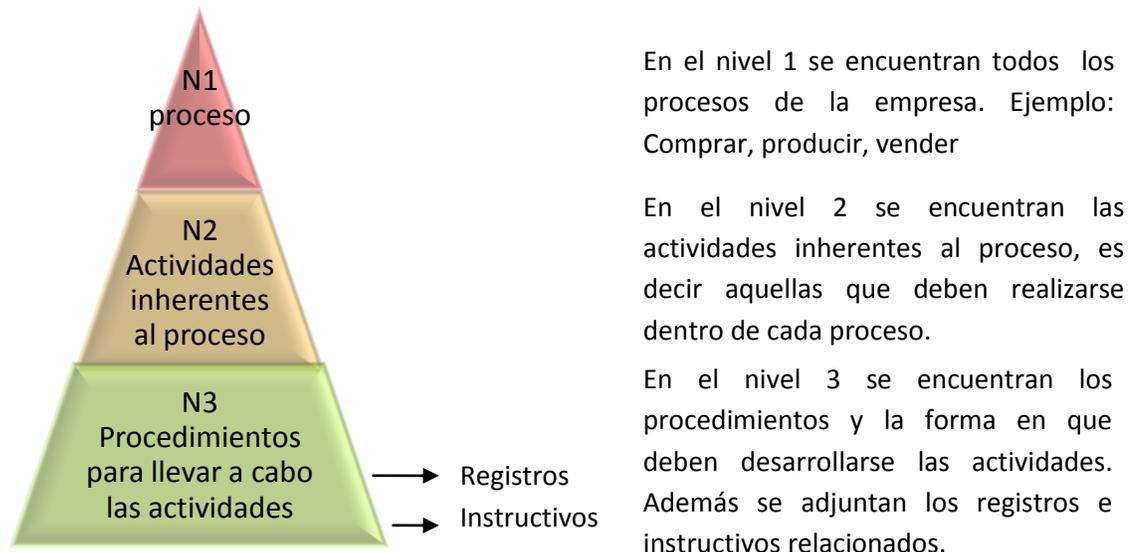 N1
proceso
En el nivel 1 se encuentran todos los
procesos de la empresa. Ejemplo:
Comprar, producir, vender
N2
Actividades
inherentes
al proceso
En el nivel 2 se encuentran las
actividades inherentes al proceso, es
decir aquellas que deben realizarse
dentro de cada proceso.
N3
Procedimientos
para llevar a cabo
las actividades
Registros
Instructivos
En el nivel 3 se encuentran los
procedimientos y la forma en que
deben desarrollarse las actividades.
Además se adjuntan los registros e
instructivos relacionados.